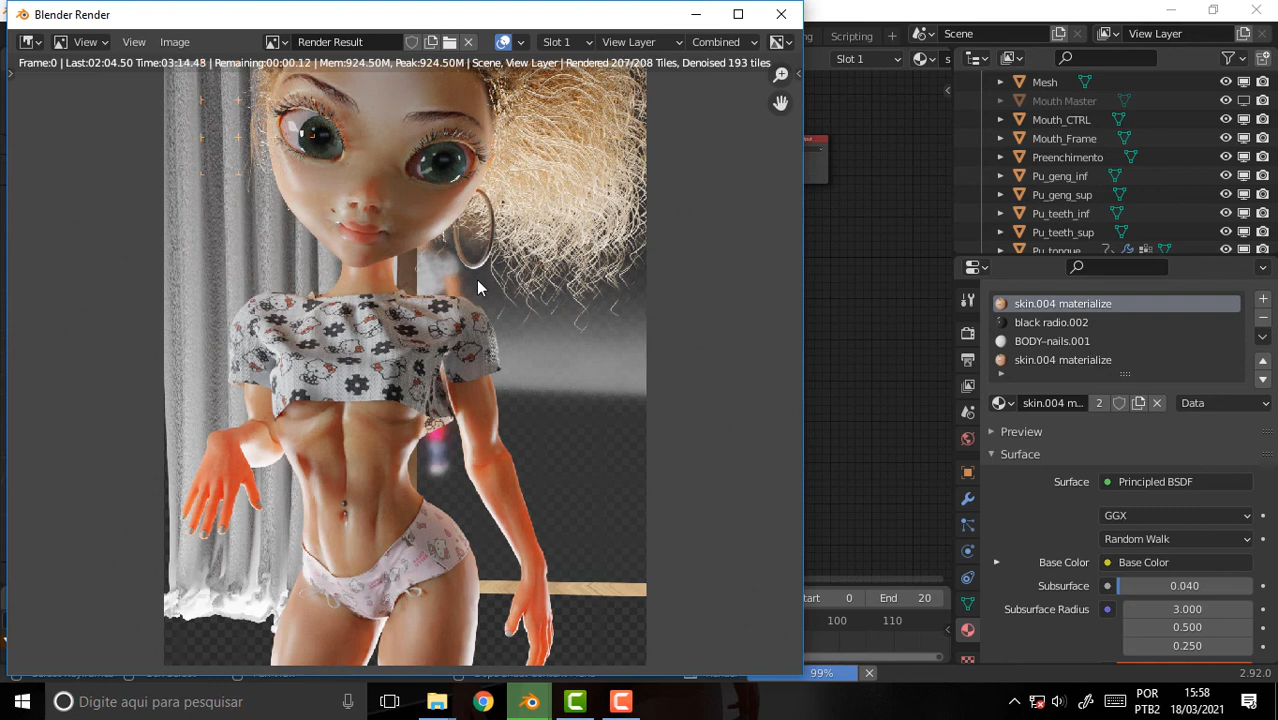 Blender Render
View View Image Render Result Slot 1 View Layer Combined
Frame:0 | Last:02:04.50 Time:03:14.48 | Remaining:00:00.12 | Mem:924.50M, Peak:924.50M | Scene, View Layer | Rendered 207/208 Tiles, Denoised 193 tiles
Scripting
Scene
View Layer
Slot 1
Mesh
Mouth Master
Mouth_CTRL
Mouth_Frame
Preenchimento
Pu_geng_inf
Pu_geng_sup
Pu_teeth_inf
Pu_teeth_sup
Pu_tongue
skin.004 materialize
black radio.002
BODY-nails.001
skin.004 materialize
skin.004 m... 2 Data
Preview
Surface
Surface Principled BSDF
GGX
Random Walk
Base Color Base Color
Subsurface 0.040
Subsurface Radius 3.000
0.500
0.250
tart 0 End 20
100 110
99%
2.92.0
Digite aqui para pesquisar
POR
PTB2
15:58
18/03/2021